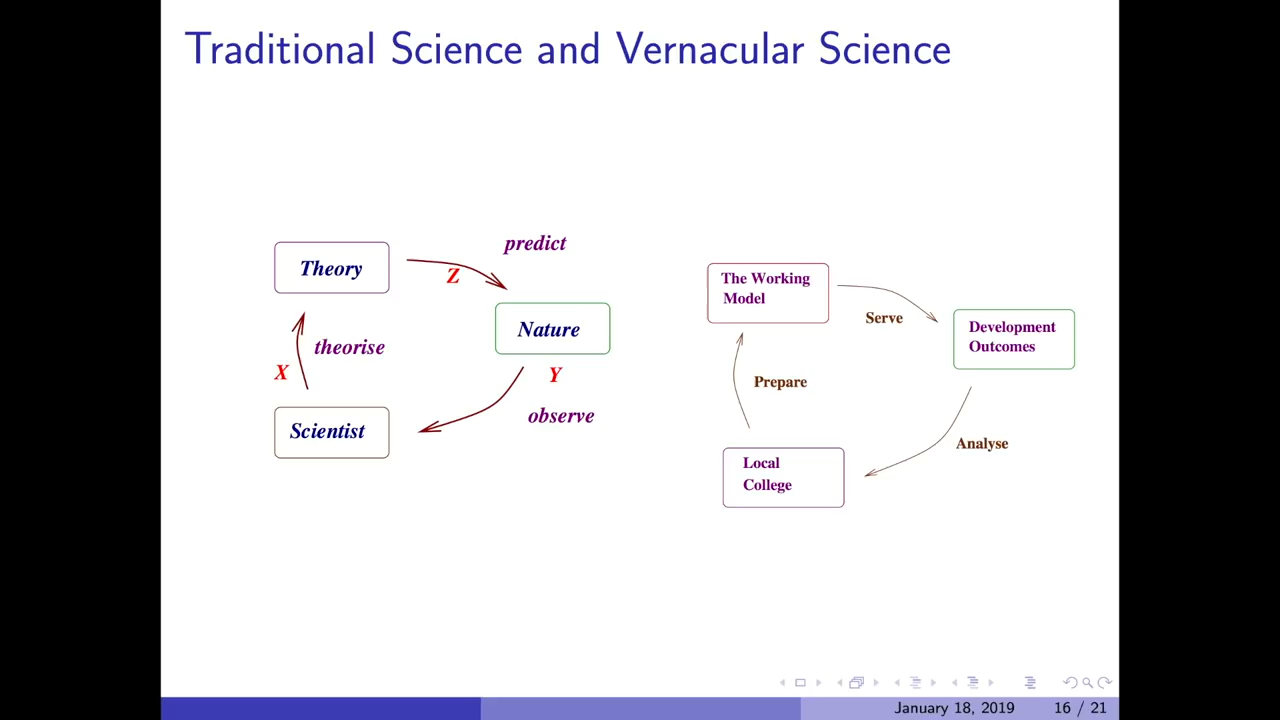 Traditional Science and Vernacular Science
predict
Theory
Z
Nature
theorise
X
Y
observe
Scientist
The Working
Model
Serve
Development
Outcomes
Prepare
Analyse
Local
College
January 18, 2019 16 / 21